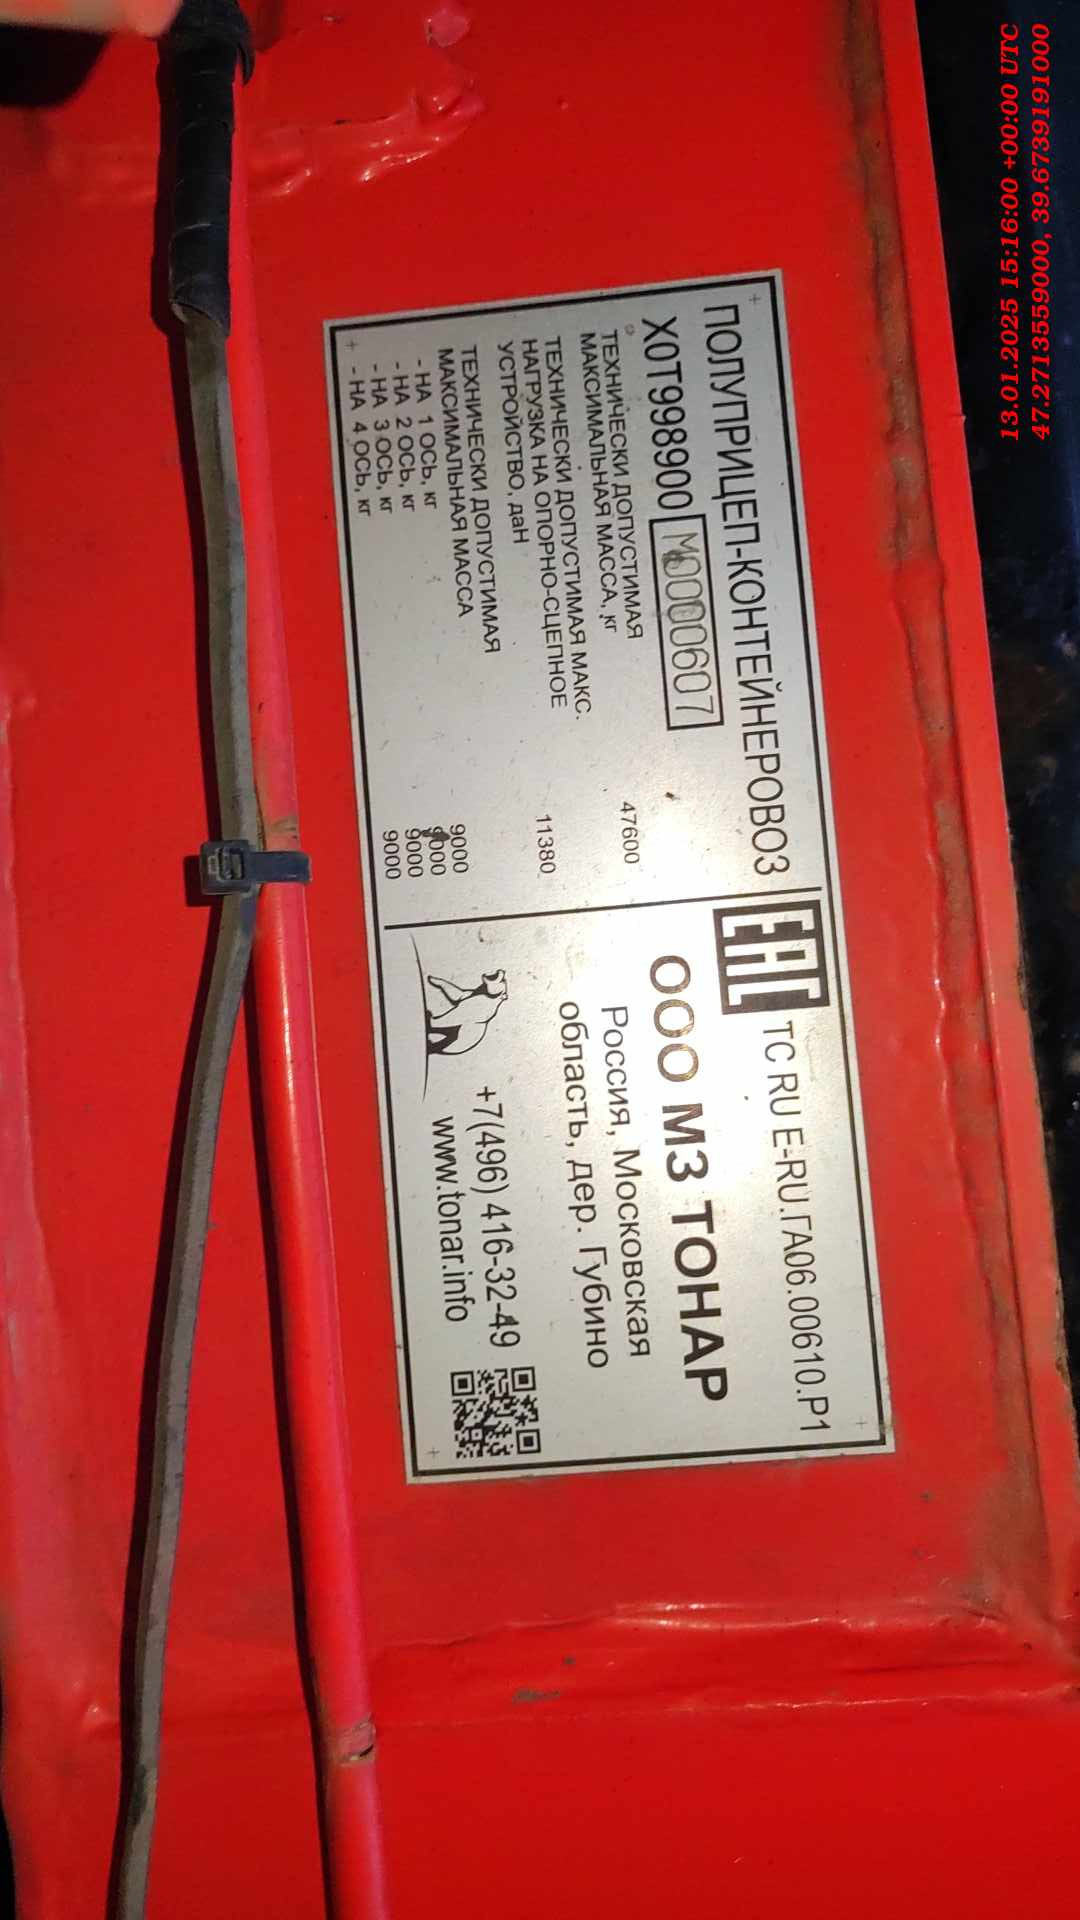 ПОЛУПРИЦЕП-КОНТЕЙНЕРОВОЗ
X0T998900 M0000607
ТЕХНИЧЕСКИ ДОПУСТИМАЯ
МАКСИМАЛЬНАЯ МАССА, кг 47600
ТЕХНИЧЕСКИ ДОПУСТИМАЯ МАКС.
НАГРУЗКА НА ОПОРНО-СЦЕПНОЕ
УСТРОЙСТВО, даН 11380
ТЕХНИЧЕСКИ ДОПУСТИМАЯ
МАКСИМАЛЬНАЯ МАССА
- НА 1 ОСЬ, кг 9000
- НА 2 ОСЬ, кг 9000
- НА 3 ОСЬ, кг 9000
- НА 4 ОСЬ, кг 9000
ЕАС TC RU E-RU.ГА06.00610.P1
ООО МЗ ТОНАР
Россия, Московская
область, дер. Губино
+7(496) 416-32-49
www.tonar.info
13.01.2025 15:16:00+00:00 UTC
47.277135599000, 39.673919191000